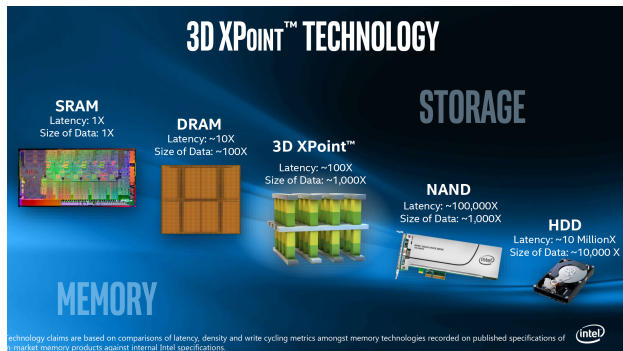 3D XPOINT™ TECHNOLOGY
STORAGE
SRAM
Latency: 1X
Size of Data: 1X
DRAM
Latency: ~10X
Size of Data: ~100X
3D XPoint™
Latency: ~100X
Size of Data: ~1,000X
NAND
Latency: ~100,000X
Size of Data: ~1,000X
HDD
Latency: ~10 MillionX
Size of Data: ~10,000 X
(intel)
MEMORY
Technology claims are based on comparisons of latency, density and write cycling metrics amongst memory technologies recorded on published specifications of
in-market memory products against internal Intel specifications.
(intel)